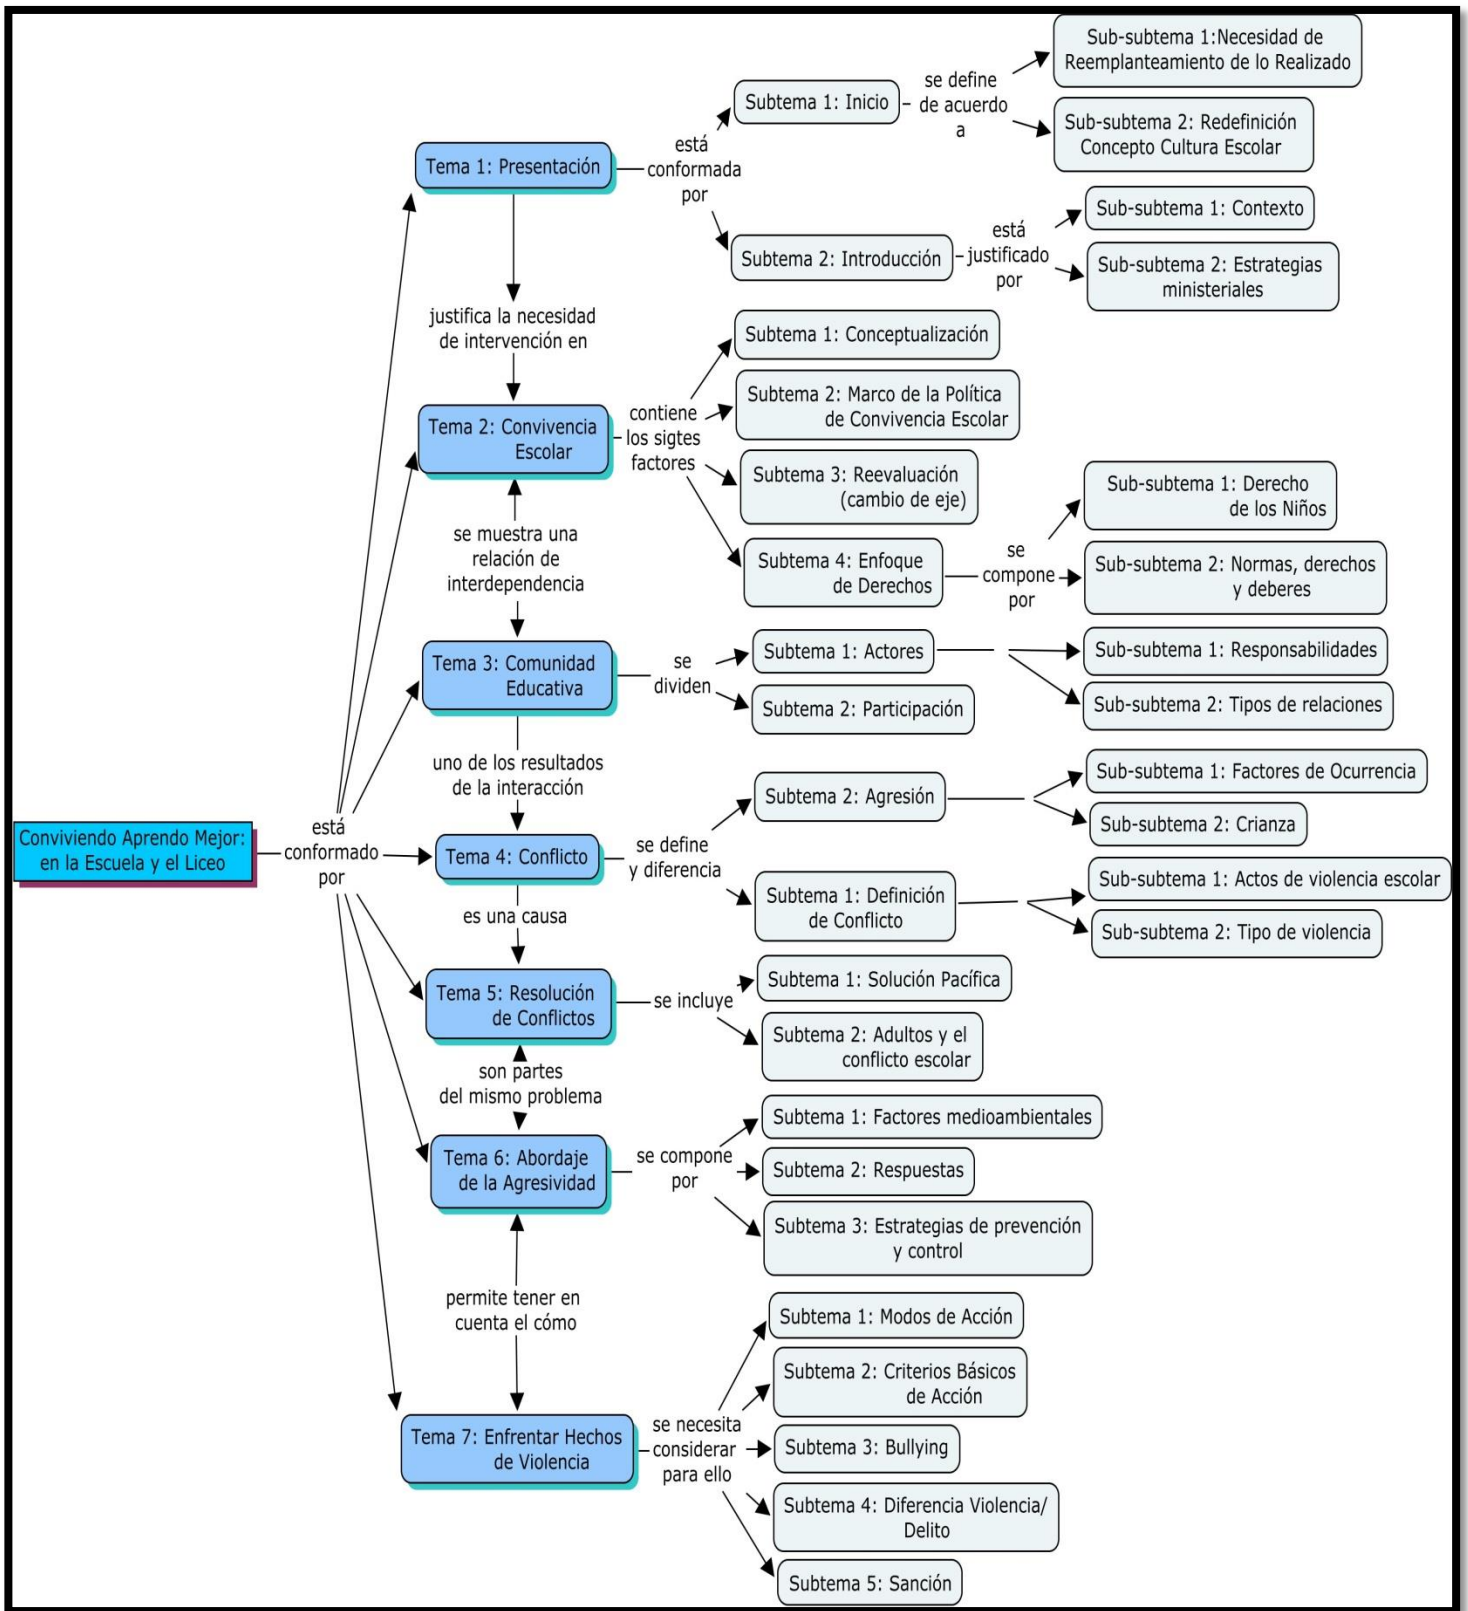 Conviviendo Aprendo Mejor:
en la Escuela y el Liceo
está
conformado
por
Tema 1: Presentación
está
conformada
por
Subtema 1: Inicio
se define
de acuerdo
a
Sub-subtema 1:Necesidad de
Reemplanteamiento de lo Realizado
Sub-subtema 2: Redefinición
Concepto Cultura Escolar
Subtema 2: Introducción
está
justificado
por
Sub-subtema 1: Contexto
Sub-subtema 2: Estrategias
ministeriales
justifica la necesidad
de intervención en
Tema 2: Convivencia
Escolar
contiene
los sigtes
factores
Subtema 1: Conceptualización
Subtema 2: Marco de la Política
de Convivencia Escolar
Subtema 3: Reevaluación
(cambio de eje)
Subtema 4: Enfoque
de Derechos
se
compone
por
Sub-subtema 1: Derecho
de los Niños
Sub-subtema 2: Normas, derechos
y deberes
se muestra una
relación de
interdependencia
Tema 3: Comunidad
Educativa
se
dividen
Subtema 1: Actores
Sub-subtema 1: Responsabilidades
Sub-subtema 2: Tipos de relaciones
Subtema 2: Participación
uno de los resultados
de la interacción
Tema 4: Conflicto
se define
y diferencia
Subtema 2: Agresión
Sub-subtema 1: Factores de Ocurrencia
Sub-subtema 2: Crianza
Subtema 1: Definición
de Conflicto
Sub-subtema 1: Actos de violencia escolar
Sub-subtema 2: Tipo de violencia
es una causa
Tema 5: Resolución
de Conflictos
se incluye
Subtema 1: Solución Pacífica
Subtema 2: Adultos y el
conflicto escolar
son partes
del mismo problema
Tema 6: Abordaje
de la Agresividad
se compone
por
Subtema 1: Factores medioambientales
Subtema 2: Respuestas
Subtema 3: Estrategias de prevención
y control
permite tener en
cuenta el cómo
Tema 7: Enfrentar Hechos
de Violencia
se necesita
considerar
para ello
Subtema 1: Modos de Acción
Subtema 2: Criterios Básicos
de Acción
Subtema 3: Bullying
Subtema 4: Diferencia Violencia/
Delito
Subtema 5: Sanción